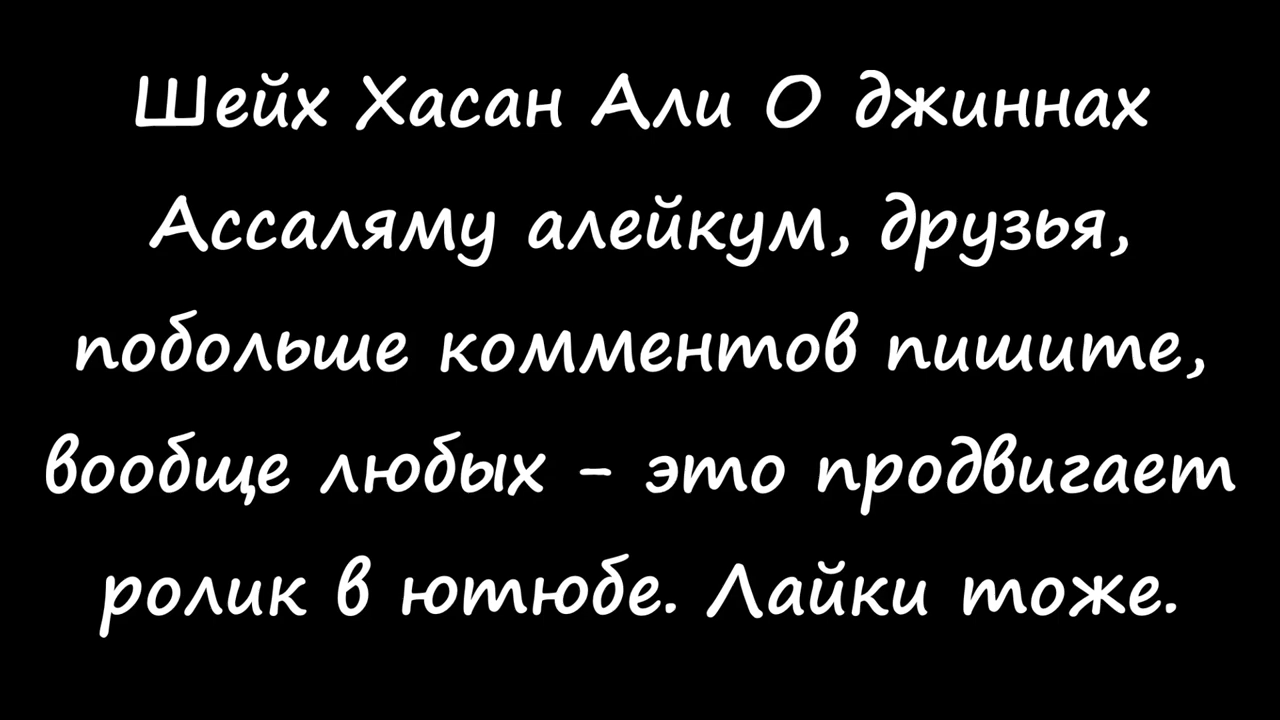 Шейх Хасан Али О джиннах
Ассаляму алейкум, друзья,
побольше комментов пишите,
вообще любых - это продвигает
ролик в ютюбе. Лайки тоже.